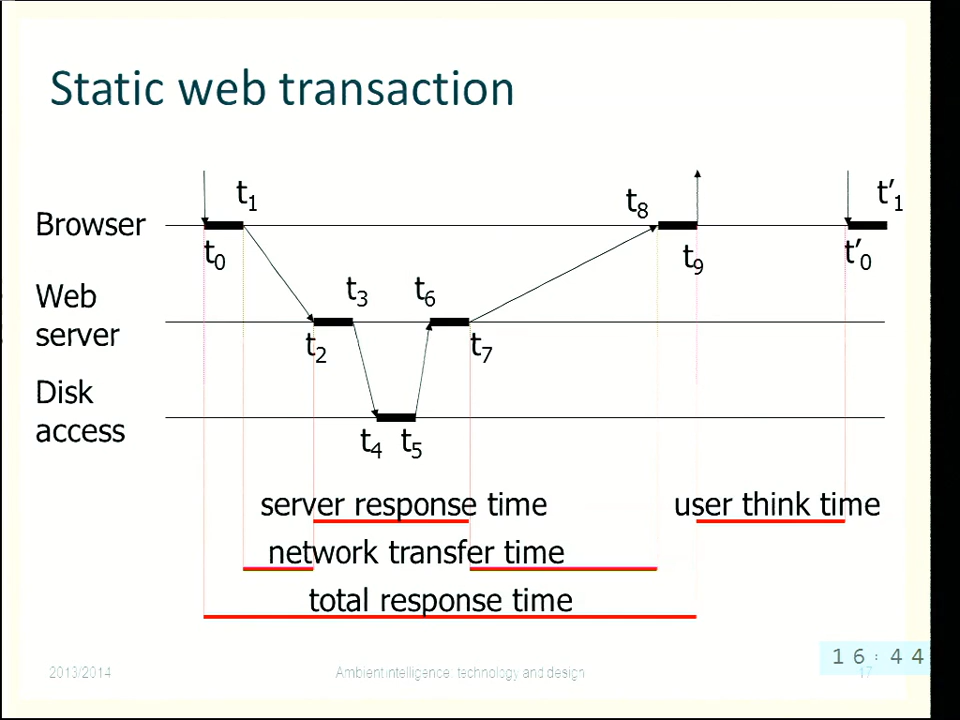 Static web transaction
t1
t8
t'1
Browser
t0
t9
t'0
Web
server
t3
t6
t2
t7
Disk
access
t4
t5
server response time
user think time
network transfer time
total response time
2013/2014
Ambient intelligence: technology and design
17
16:44